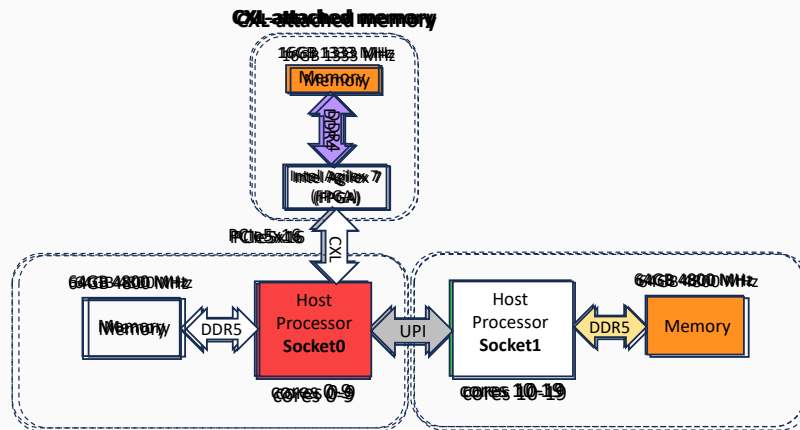 CXL-attached memory
16GB 1333 MHz
Memory
DDR4
Intel Agilex 7
(FPGA)
PCIe5x16
CXL
64GB 4800 MHz
Memory
DDR5
Host
Processor
Socket0
cores 0-9
UPI
Host
Processor
Socket1
cores 10-19
DDR5
64GB 4800 MHz
Memory